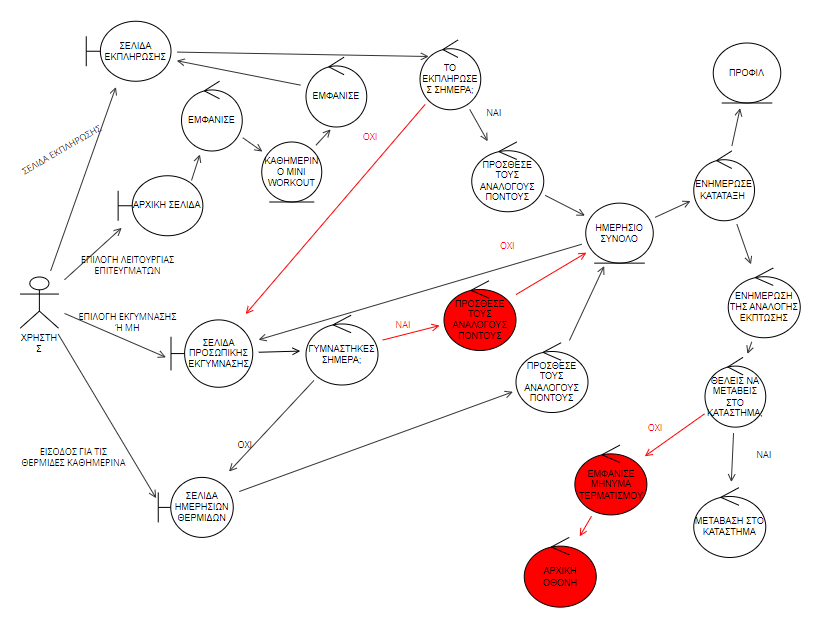 ΣΕΛΙΔΑ
ΕΚΠΛΗΡΩΣΗΣ
ΤΟ
ΕΚΠΛΗΡΩΣΕ
Σ ΣΗΜΕΡΑ;
ΠΡΟΦΙΛ
ΕΜΦΑΝΙΣΕ
ΕΜΦΑΝΙΣΕ
ΝΑΙ
ΟΧΙ
ΣΕΛΙΔΑ ΕΚΠΛΗΡΩΣΗΣ
ΚΑΘΗΜΕΡΙΝ
Ο MINI
WORKOUT
ΠΡΟΣΘΕΣΕ
ΤΟΥΣ
ΑΝΑΛΟΓΟΥΣ
ΠΟΝΤΟΥΣ
ΕΝΗΜΕΡΩΣΕ
ΚΑΤΑΤΑΞΗ
ΑΡΧΙΚΗ ΣΕΛΙΔΑ
ΗΜΕΡΗΣΙΟ
ΣΥΝΟΛΟ
ΟΧΙ
ΕΠΙΛΟΓΗ ΛΕΙΤΟΥΡΓΙΑΣ
ΕΠΙΤΕΥΓΜΑΤΩΝ
ΕΝΗΜΕΡΩΣΗ
ΤΗΣ ΑΝΑΛΟΓΗΣ
ΕΚΠΤΩΣΗΣ
ΠΡΟΣΘΕΣΕ
ΤΟΥΣ
ΑΝΑΛΟΓΟΥΣ
ΠΟΝΤΟΥΣ
ΕΠΙΛΟΓΗ ΕΚΓΥΜΝΑΣΗΣ
Ή ΜΗ
ΝΑΙ
ΧΡΗΣΤΗ
Σ
ΣΕΛΙΔΑ
ΠΡΟΣΩΠΙΚΗΣ
ΕΚΓΥΜΝΑΣΗΣ
ΓΥΜΝΑΣΤΗΚΕΣ
ΣΗΜΕΡΑ;
ΠΡΟΣΘΕΣΕ
ΤΟΥΣ
ΑΝΑΛΟΓΟΥΣ
ΠΟΝΤΟΥΣ
ΘΕΛΕΙΣ ΝΑ
ΜΕΤΑΒΕΙΣ
ΣΤΟ
ΚΑΤΑΣΤΗΜΑ;
ΟΧΙ
ΟΧΙ
ΝΑΙ
ΕΙΣΟΔΟΣ ΓΙΑ ΤΙΣ
ΘΕΡΜΙΔΕΣ ΚΑΘΗΜΕΡΙΝΑ
ΣΕΛΙΔΑ
ΗΜΕΡΗΣΙΩΝ
ΘΕΡΜΙΔΩΝ
ΕΜΦΑΝΙΣΕ
ΜΗΝΥΜΑ
ΤΕΡΜΑΤΙΣΜΟΥ
ΜΕΤΑΒΑΣΗ ΣΤΟ
ΚΑΤΑΣΤΗΜΑ
ΑΡΧΙΚΗ
ΟΘΟΝΗ